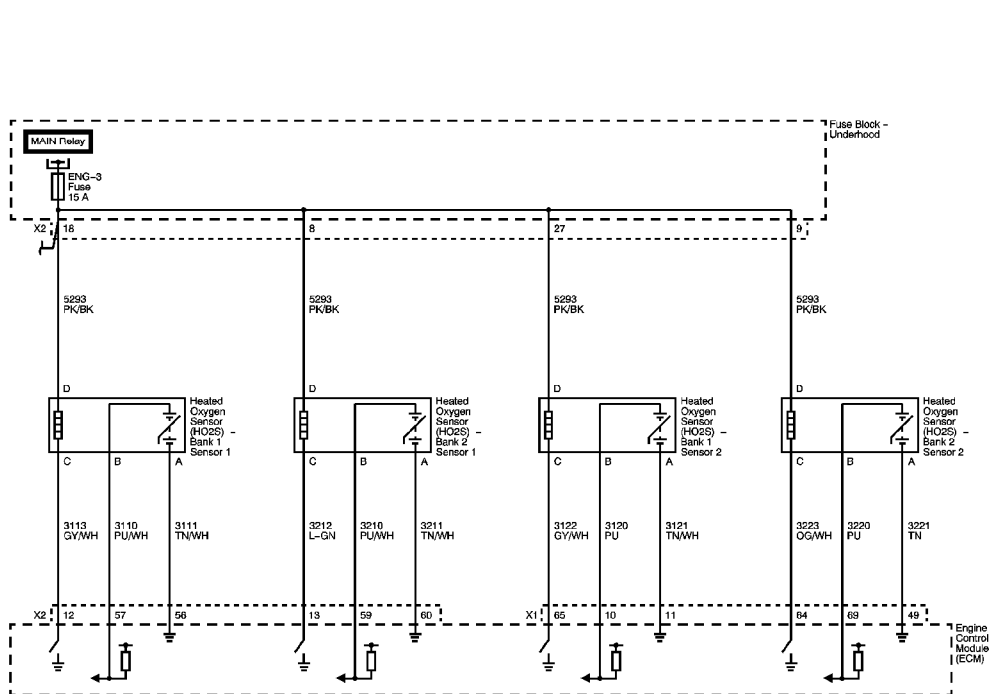 Fuse Block –
Underhood
MAIN Relay
ENG–3
Fuse
15 A
X2 18 8 27 9
5293 5293 5293 5293
PK/BK PK/BK PK/BK PK/BK
D D D D
Heated Heated Heated Heated
Oxygen Oxygen Oxygen Oxygen
Sensor Sensor Sensor Sensor
(HO2S) – (HO2S) – (HO2S) – (HO2S) –
Bank 1 Bank 2 Bank 1 Bank 2
Sensor 1 Sensor 1 Sensor 2 Sensor 2
C B A C B A C B A C B A
3113 3110 3111 3212 3210 3211 3122 3120 3121 3223 3220 3221
GY/WH PU/WH TN/WH L–GN PU/WH TN/WH GY/WH PU TN/WH OG/WH PU TN
X2 12 57 56 13 59 60 X1 65 10 11 64 69 49
Engine
Control
Module
(ECM)